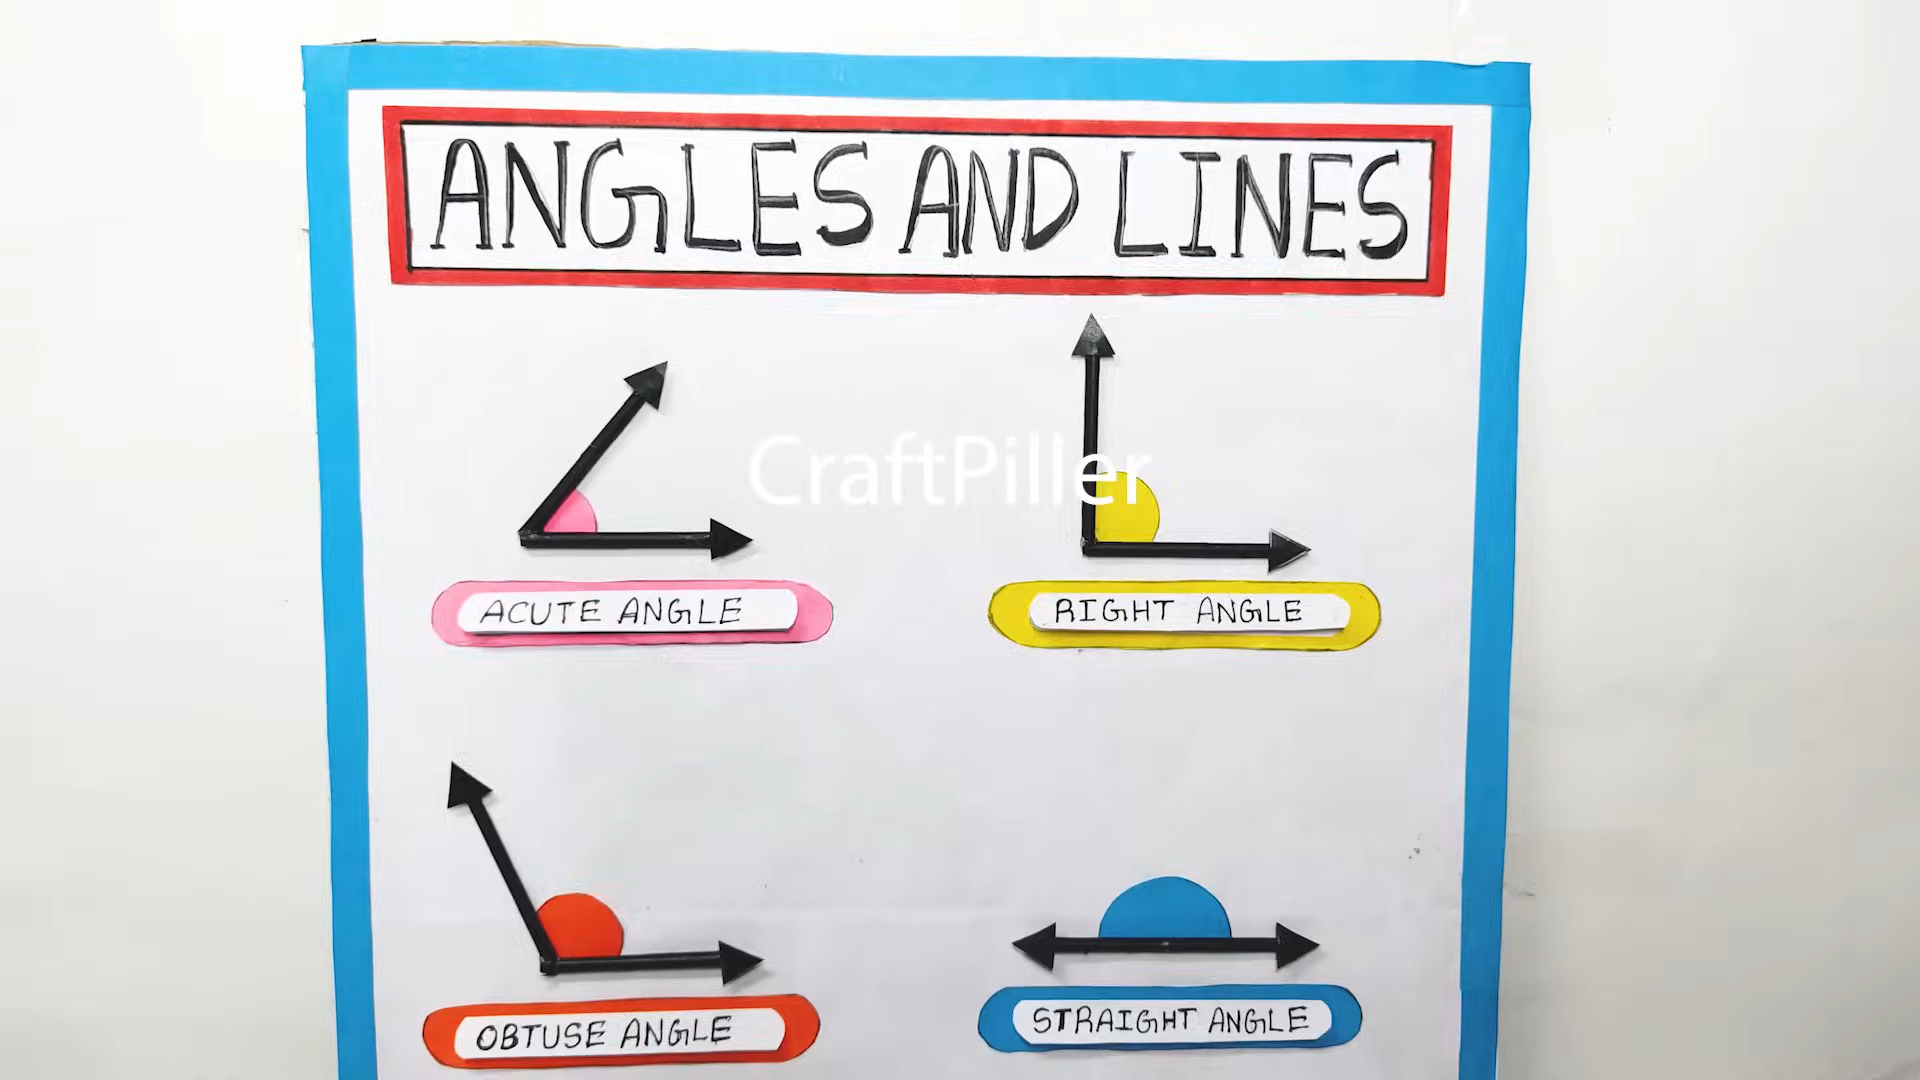 ANGLES AND LINES
CraftPiller
ACUTE ANGLE
RIGHT ANGLE
OBTUSE ANGLE
STRAIGHT ANGLE